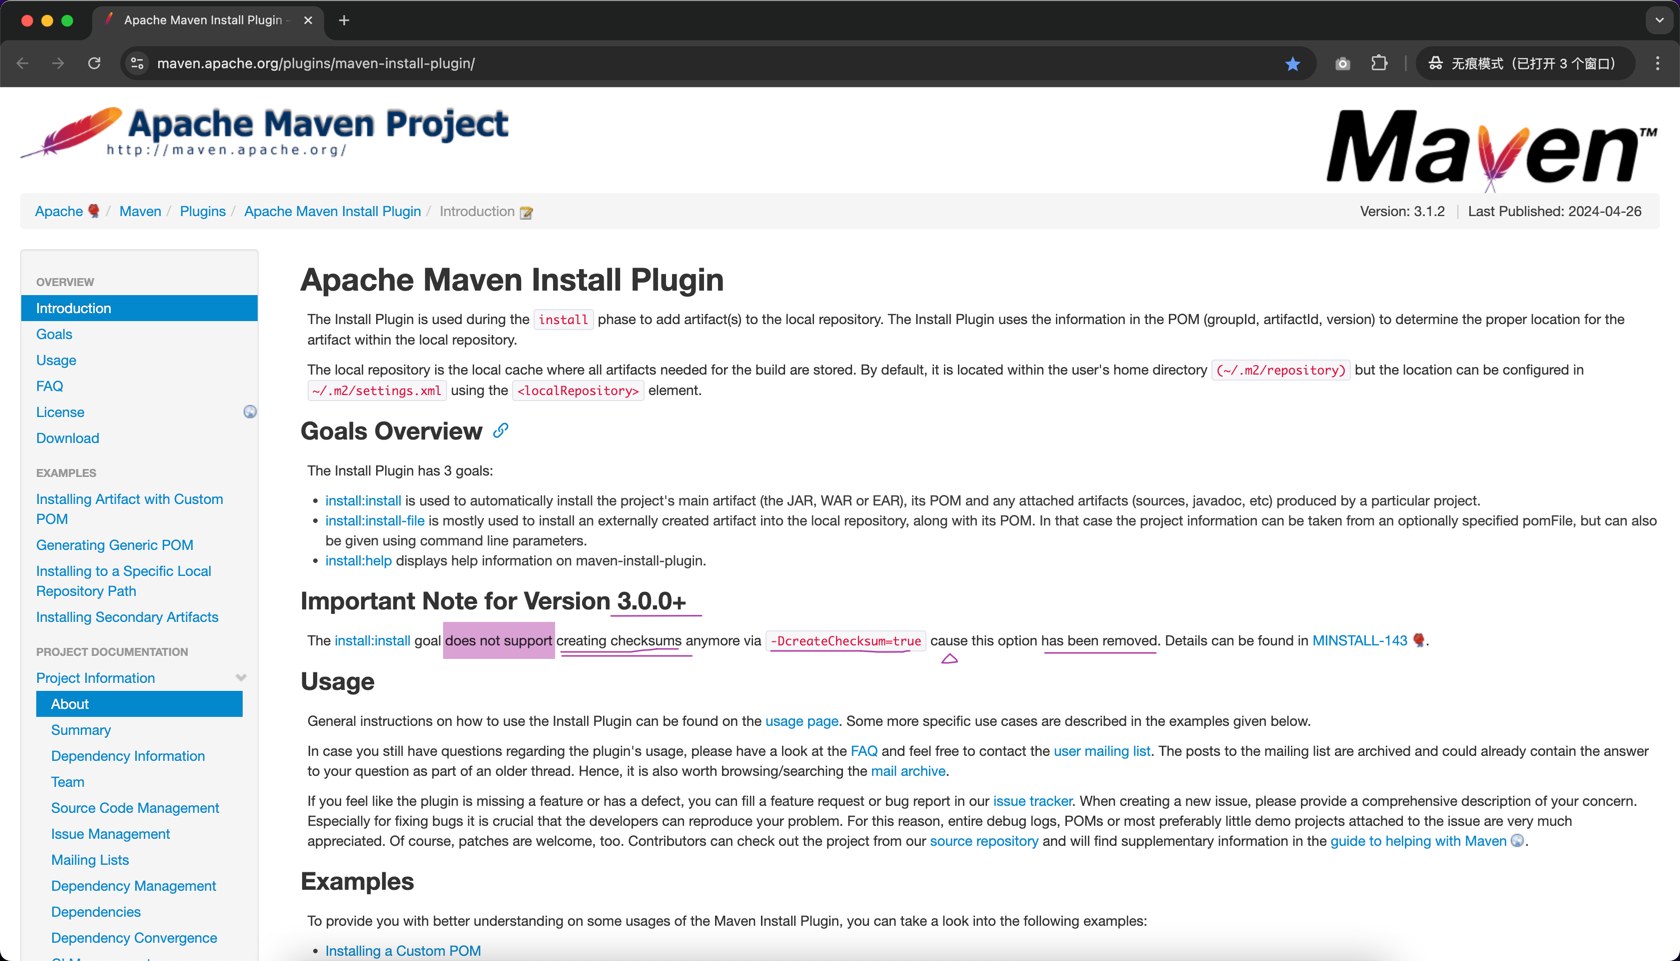 Apache Maven Install Plugin –
maven.apache.org/plugins/maven-install-plugin/
无痕模式（已打开 3 个窗口）
Apache Maven Project
http://maven.apache.org/
Maven™
Apache / Maven / Plugins / Apache Maven Install Plugin / Introduction
Version: 3.1.2 | Last Published: 2024-04-26
OVERVIEW
Introduction
Goals
Usage
FAQ
License
Download
EXAMPLES
Installing Artifact with Custom
POM
Generating Generic POM
Installing to a Specific Local
Repository Path
Installing Secondary Artifacts
PROJECT DOCUMENTATION
Project Information
About
Summary
Dependency Information
Team
Source Code Management
Issue Management
Mailing Lists
Dependency Management
Dependencies
Dependency Convergence
Apache Maven Install Plugin
The Install Plugin is used during the install phase to add artifact(s) to the local repository. The Install Plugin uses the information in the POM (groupId, artifactId, version) to determine the proper location for the
artifact within the local repository.
The local repository is the local cache where all artifacts needed for the build are stored. By default, it is located within the user's home directory (~/.m2/repository) but the location can be configured in
~/.m2/settings.xml using the <localRepository> element.
Goals Overview
The Install Plugin has 3 goals:
• install:install is used to automatically install the project's main artifact (the JAR, WAR or EAR), its POM and any attached artifacts (sources, javadoc, etc) produced by a particular project.
• install:install-file is mostly used to install an externally created artifact into the local repository, along with its POM. In that case the project information can be taken from an optionally specified pomFile, but can also
be given using command line parameters.
• install:help displays help information on maven-install-plugin.
Important Note for Version 3.0.0+
The install:install goal does not support creating checksums anymore via -DcreateChecksum=true cause this option has been removed. Details can be found in MINSTALL-143.
Usage
General instructions on how to use the Install Plugin can be found on the usage page. Some more specific use cases are described in the examples given below.
In case you still have questions regarding the plugin's usage, please have a look at the FAQ and feel free to contact the user mailing list. The posts to the mailing list are archived and could already contain the answer
to your question as part of an older thread. Hence, it is also worth browsing/searching the mail archive.
If you feel like the plugin is missing a feature or has a defect, you can fill a feature request or bug report in our issue tracker. When creating a new issue, please provide a comprehensive description of your concern.
Especially for fixing bugs it is crucial that the developers can reproduce your problem. For this reason, entire debug logs, POMs or most preferably little demo projects attached to the issue are very much
appreciated. Of course, patches are welcome, too. Contributors can check out the project from our source repository and will find supplementary information in the guide to helping with Maven.
Examples
To provide you with better understanding on some usages of the Maven Install Plugin, you can take a look into the following examples:
• Installing a Custom POM